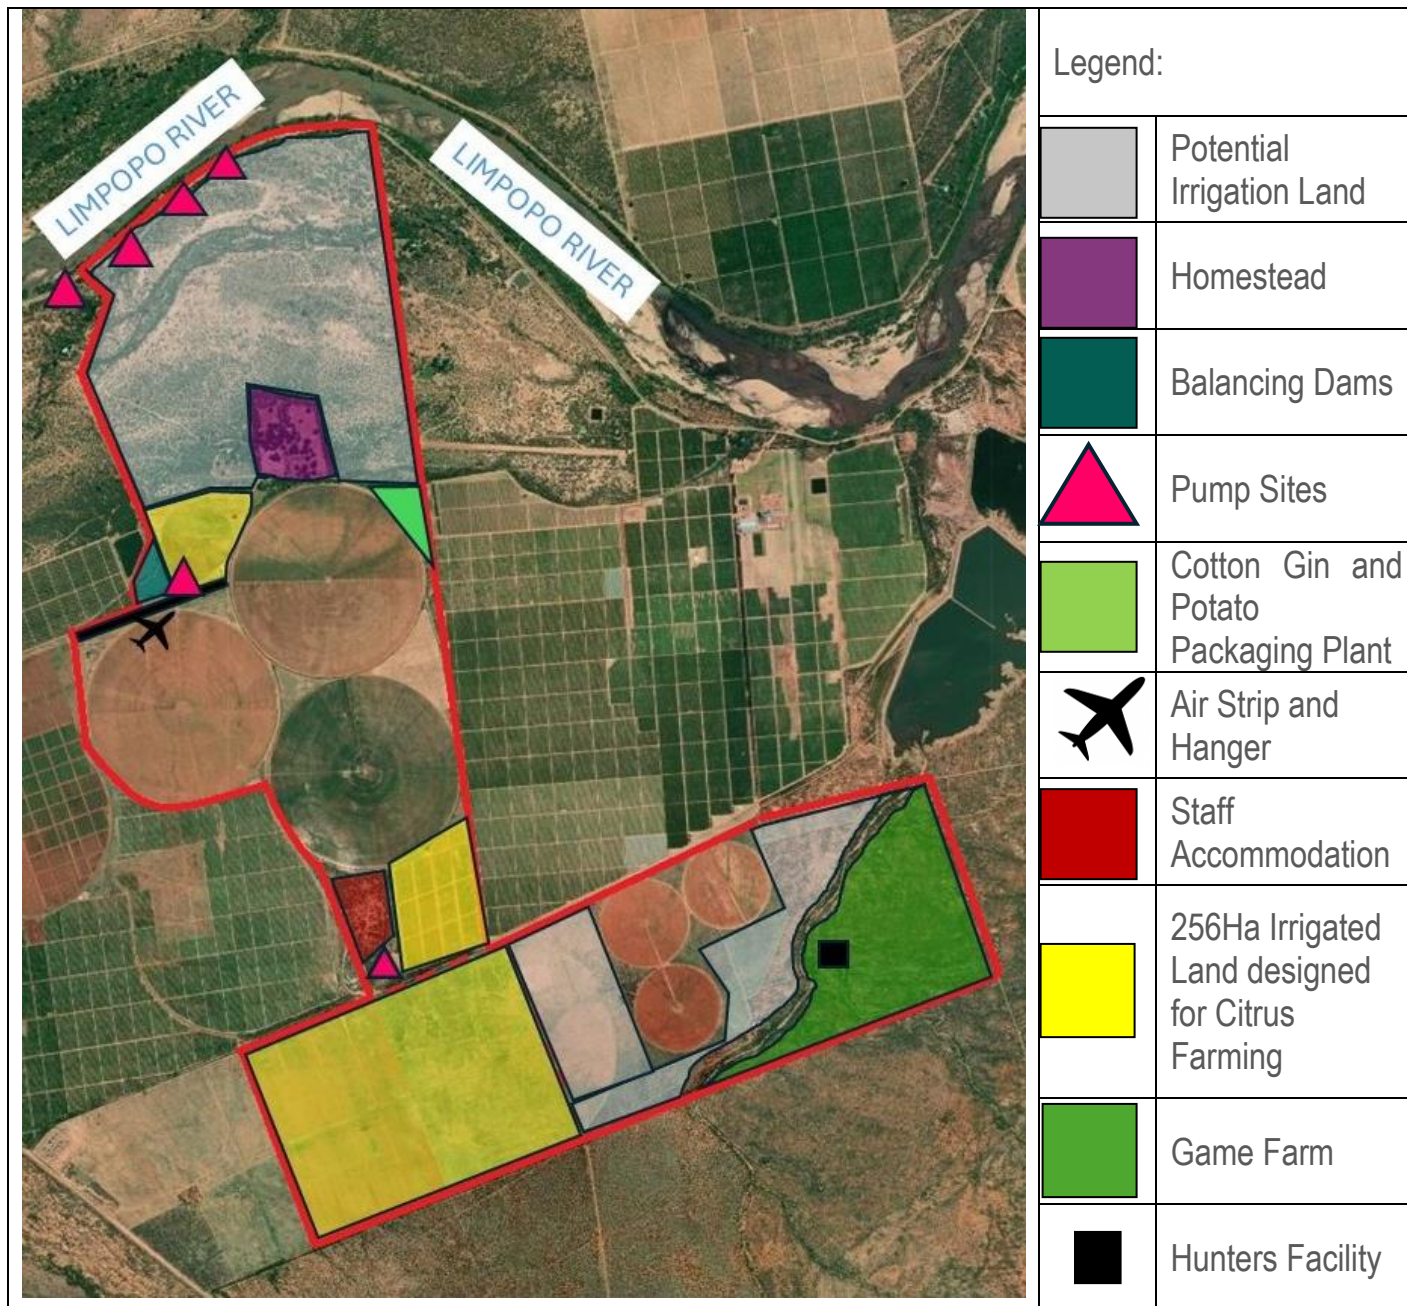 LIMPOPO RIVER
LIMPOPO RIVER
Legend:
Potential
Irrigation Land
Homestead
Balancing Dams
Pump Sites
Cotton Gin and
Potato
Packaging Plant
Air Strip and
Hanger
Staff
Accommodation
256Ha Irrigated
Land designed
for Citrus
Farming
Game Farm
Hunters Facility